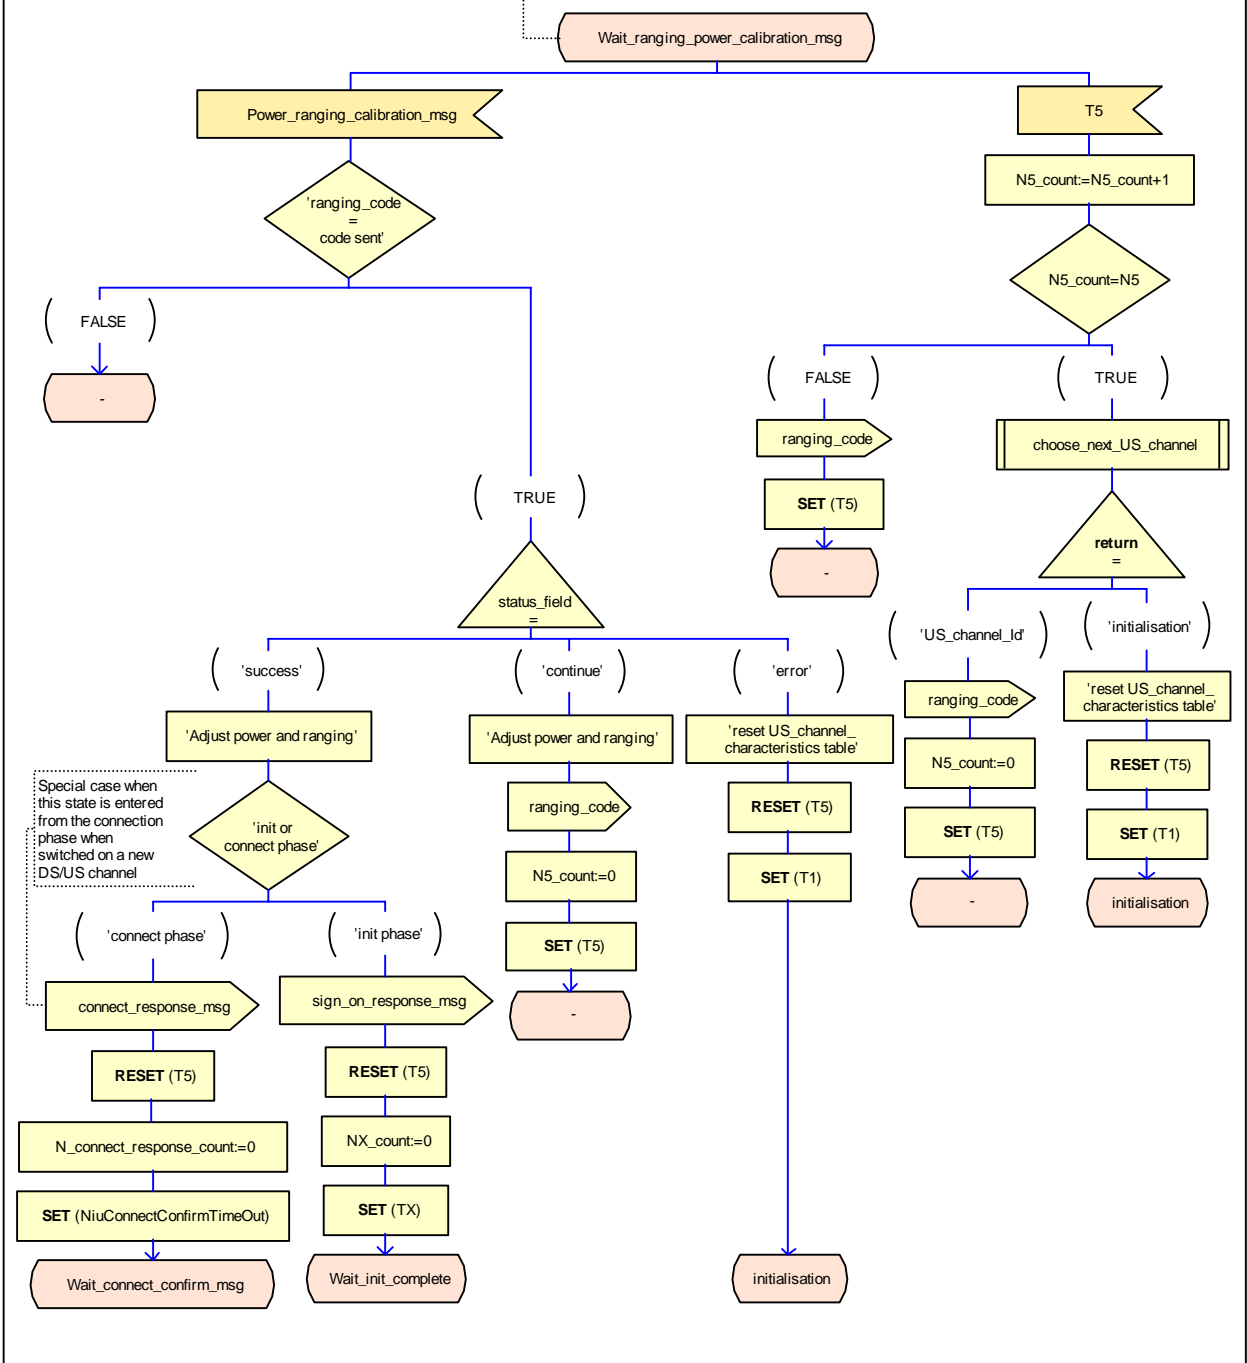 Wait_ranging_power_calibration_msg
Power_ranging_calibration_msg
T5
'ranging_code
=
code sent'
N5_count:=N5_count+1
N5_count=N5
FALSE
-
TRUE
FALSE
ranging_code
SET (T5)
-
TRUE
choose_next_US_channel
return
=
status_field
=
'US_channel_Id'
ranging_code
N5_count:=0
SET (T5)
-
'initialisation'
'reset US_channel_
characteristics table'
RESET (T5)
SET (T1)
initialisation
'success'
'Adjust power and ranging'
'continue'
'Adjust power and ranging'
ranging_code
N5_count:=0
SET (T5)
-
'error'
'reset US_channel_
characteristics table'
RESET (T5)
SET (T1)
initialisation
Special case when
this state is entered
from the connection
phase when
switched on a new
DS/US channel
'init or
connect phase'
'connect phase'
connect_response_msg
RESET (T5)
N_connect_response_count:=0
SET (NiuConnectConfirmTimeOut)
Wait_connect_confirm_msg
'init phase'
sign_on_response_msg
RESET (T5)
NX_count:=0
SET (TX)
Wait_init_complete